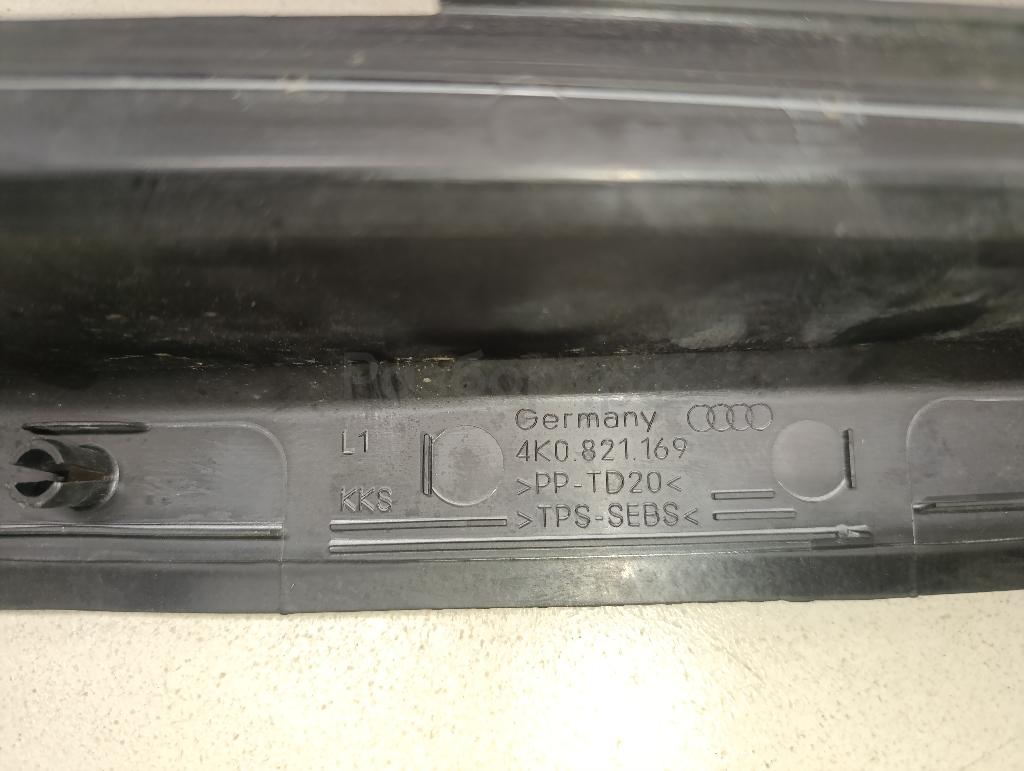 Germany
L1
4K0.821.169
>PP-TD20<
KKS
>TPS-SEBS<